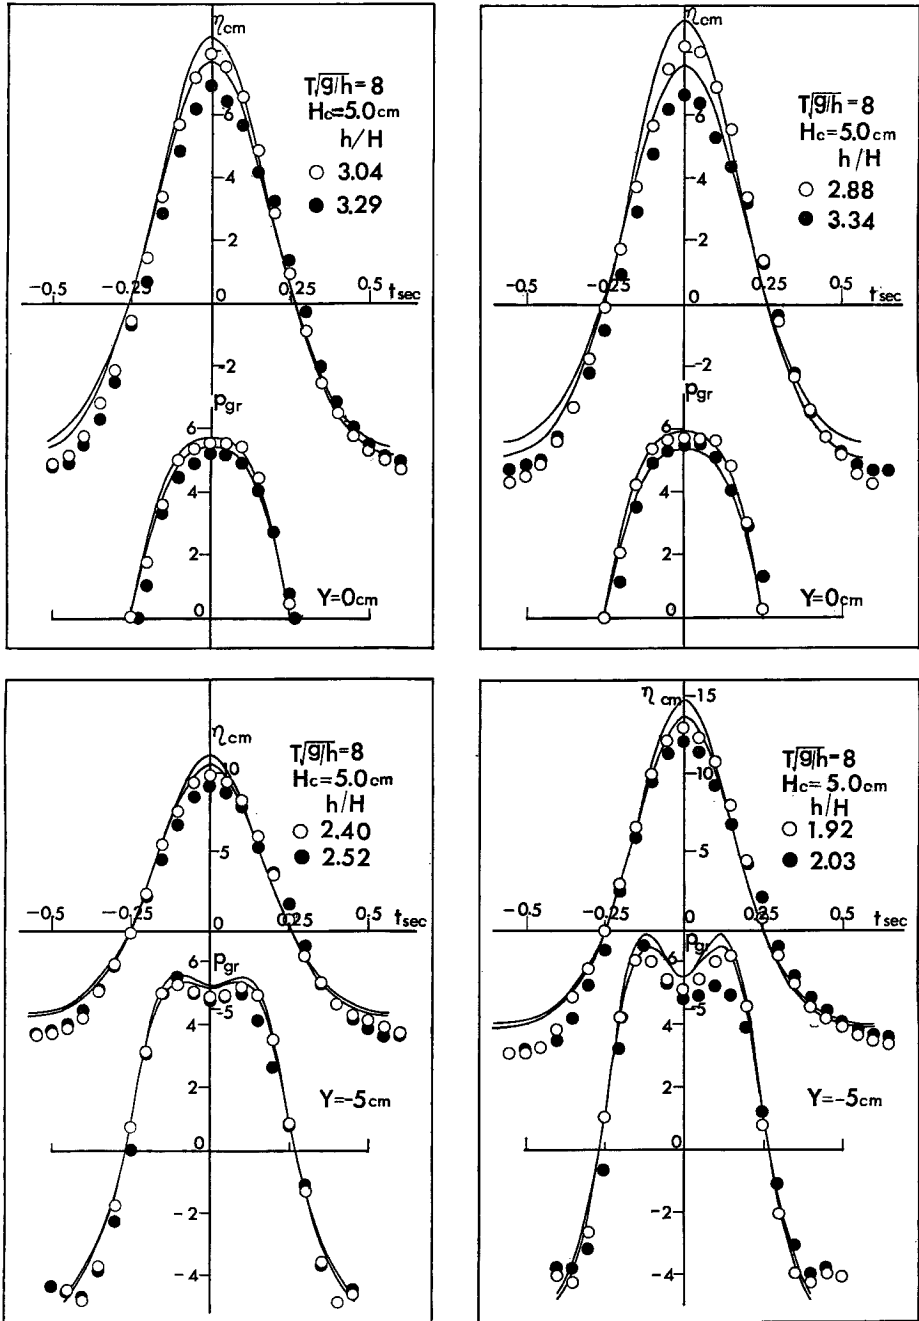 ηcm
T√g/h=8
Hc=5.0cm
h/H
○ 3.04
● 3.29
6
4
2
-0.5 -0.25 0 0.25 0.5 tsec
-2
pgr
6
4
2
0
Y=0cm
ηcm
T√g/h=8
Hc=5.0cm
h/H
○ 2.88
● 3.34
6
4
2
-0.5 -0.25 0 0.25 0.5 tsec
-2
pgr
6
4
2
0
Y=0cm
ηcm
T√g/h=8
Hc=5.0cm
h/H
○ 2.40
● 2.52
10
5
-0.5 -0.25 0 0.25 0.5 tsec
pgr
6
-5
4
2
Y=-5cm
0
-2
-4
ηcm
15
T√g/h=8
Hc=5.0cm
h/H
○ 1.92
● 2.03
10
5
-0.5 -0.25 0 0.25 0.5 tsec
pgr
6
-5
4
2
Y=-5cm
0
-2
-4